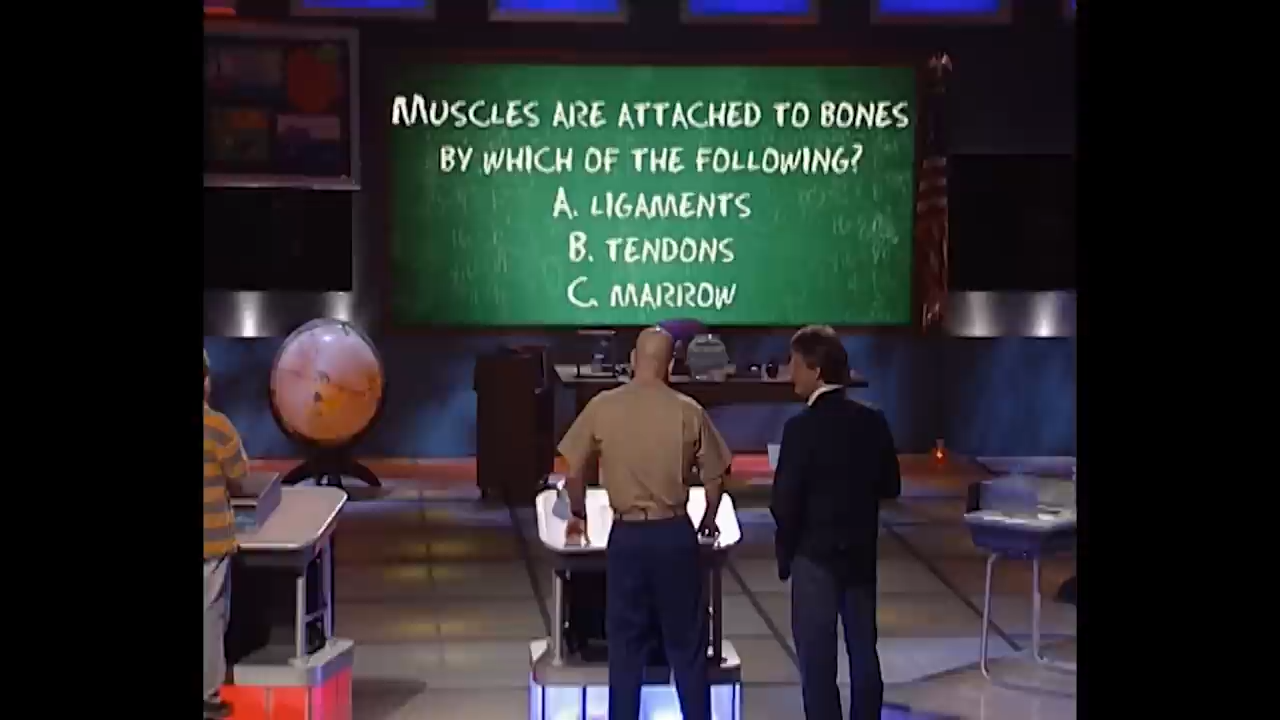 MUSCLES ARE ATTACHED TO BONES
BY WHICH OF THE FOLLOWING?
A. LIGAMENTS
B. TENDONS
C. MARROW